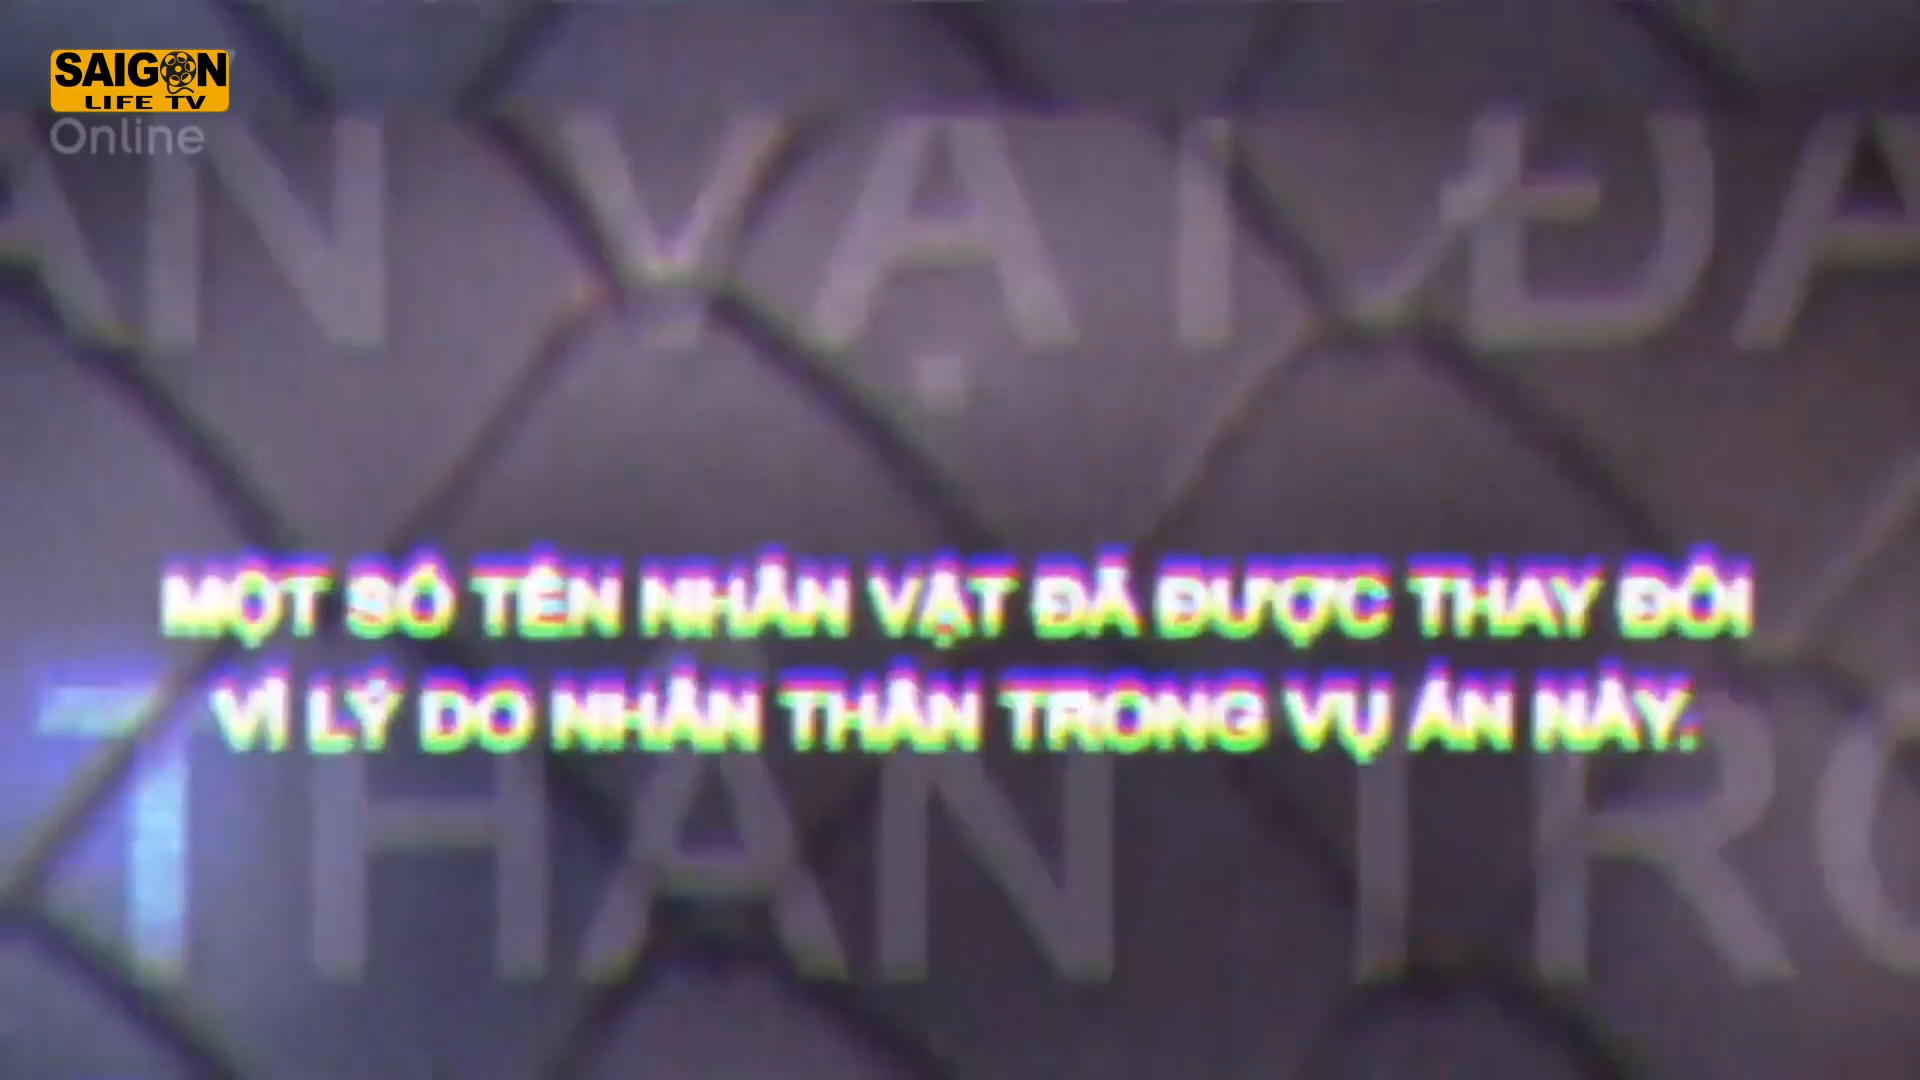 SAIGON
LIFE TV
Online
MỘT SỐ TÊN NHÂN VẬT ĐÃ ĐƯỢC THAY ĐỔI
VÌ LÝ DO NHÂN THÂN TRONG VỤ ÁN NÀY.